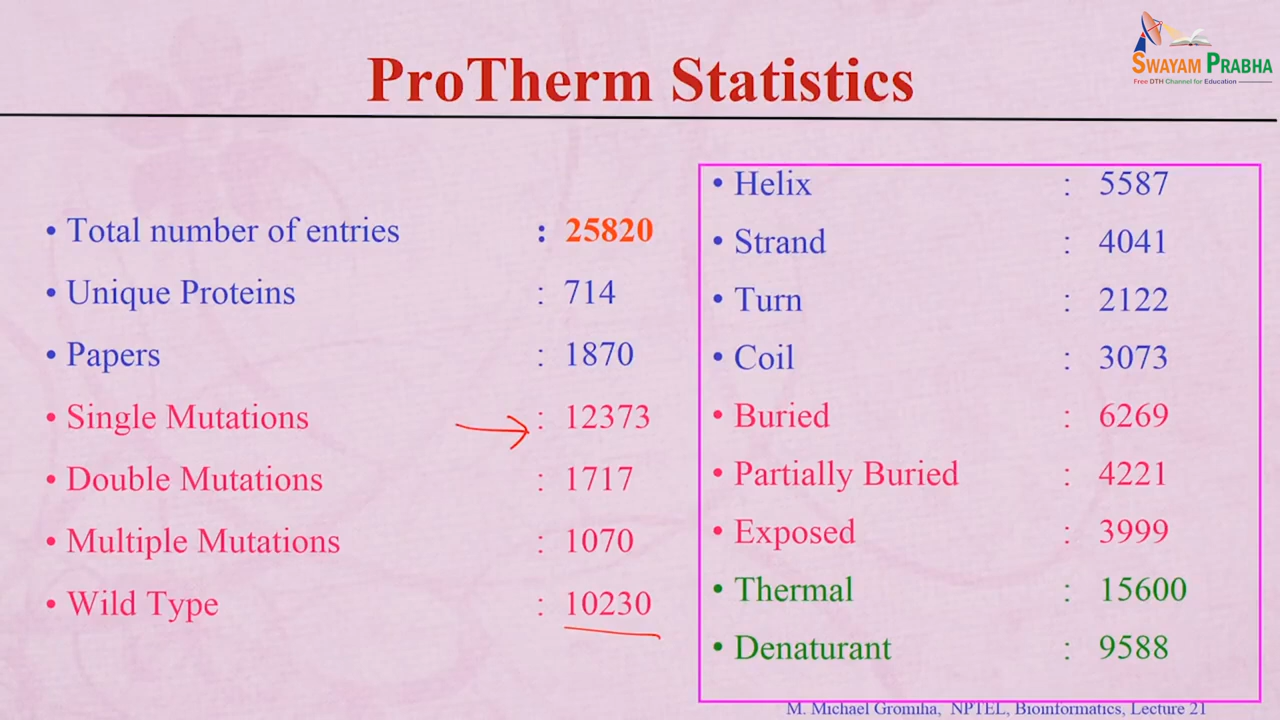 SWAYAM PRABHA
Free DTH Channel for Education
ProTherm Statistics
• Total number of entries : 25820
• Unique Proteins : 714
• Papers : 1870
• Single Mutations : 12373
• Double Mutations : 1717
• Multiple Mutations : 1070
• Wild Type : 10230
• Helix : 5587
• Strand : 4041
• Turn : 2122
• Coil : 3073
• Buried : 6269
• Partially Buried : 4221
• Exposed : 3999
• Thermal : 15600
• Denaturant : 9588
M. Michael Gromiha, NPTEL, Bioinformatics, Lecture 21